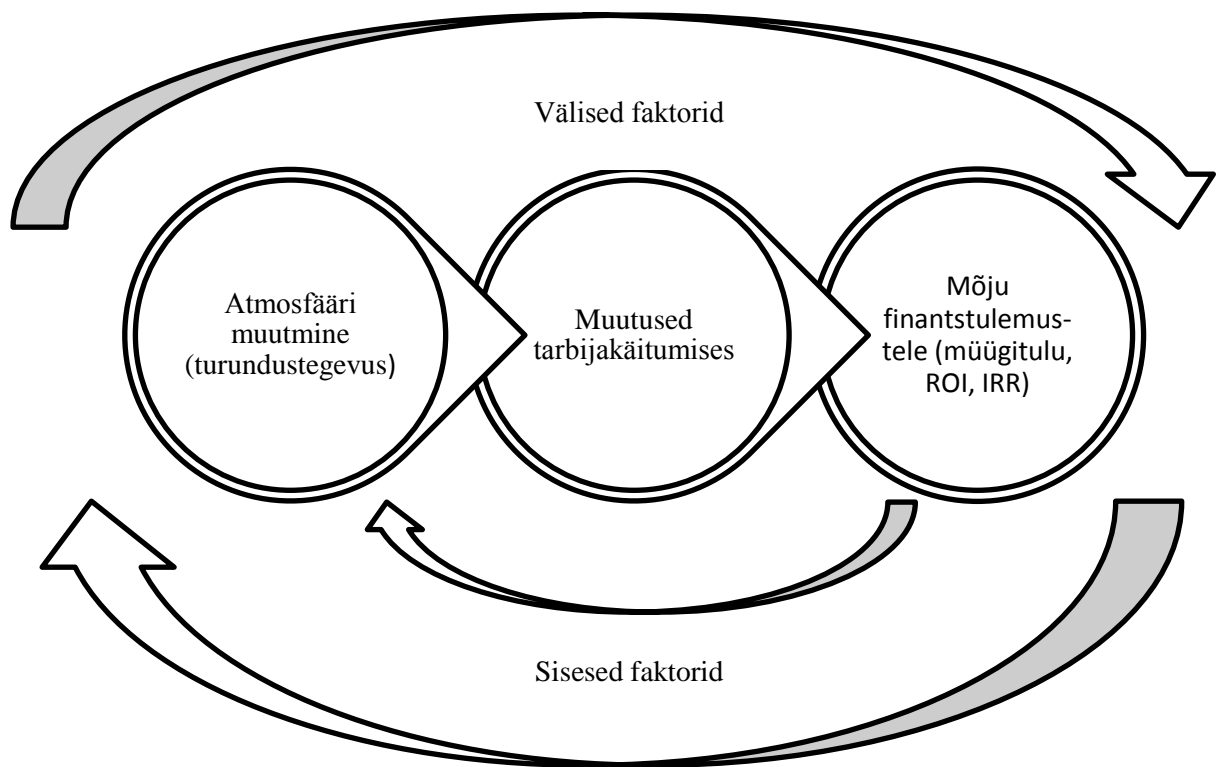 Välised faktorid
Atmosfääri
muutmine
(turundustegevus)
Muutused
tarbijakäitumises
Mõju
finantstulemus-
tele (müügitulu,
ROI, IRR)
Sisesed faktorid